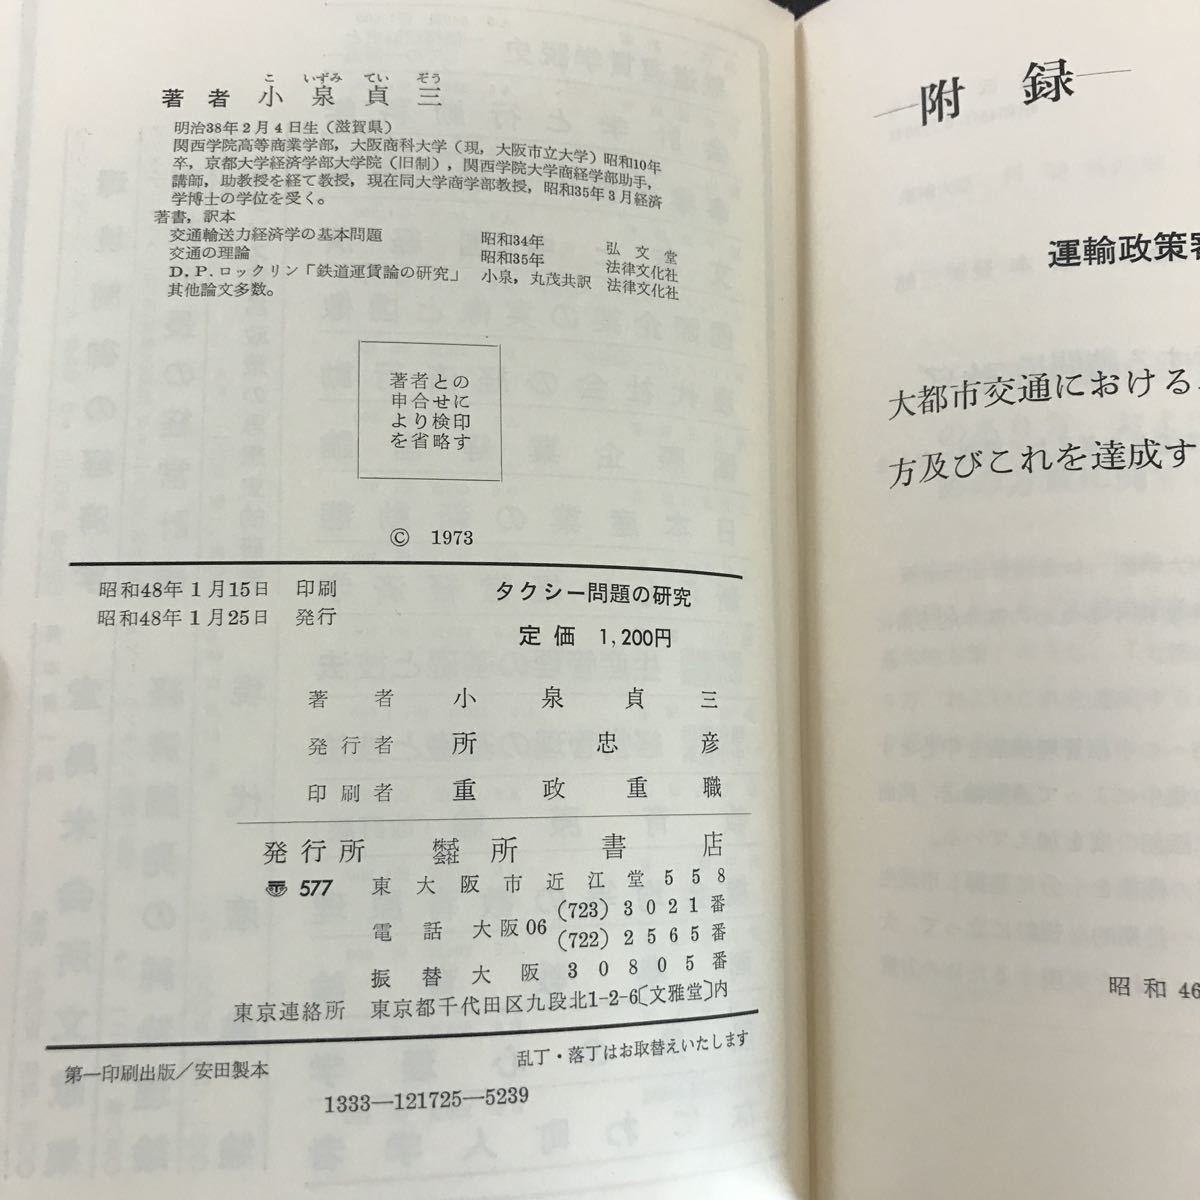 こ いずみ てい ぞう
著者 小泉貞三
明治38年2月4日生（滋賀県）
関西学院高等商業学部，大阪商科大学（現，大阪市立大学）昭和10年
卒，京都大学経済学部大学院（旧制），関西学院大学商経学部助手，
講師，助教授を経て教授，現在同大学商学部教授，昭和35年3月経済
学博士の学位を受く。
著書，訳本
交通輸送力経済学の基本問題 昭和34年 弘文堂
交通の理論 昭和35年 法律文化社
D．P．ロックリン「鉄道運賃論の研究」 小泉，丸茂共訳 法律文化社
其他論文多数。
著者との
申合せに
より検印
を省略す
© 1973
昭和48年1月15日 印刷
昭和48年1月25日 発行
タクシー問題の研究
定価 1,200円
著者 小泉貞三
発行者 所忠彦
印刷者 重政重職
発行所 株式会社 所書店
〒577 東大阪市近江堂558
電話 大阪06 (723) 3021番
(722) 2565番
振替大阪 30805番
東京連絡所 東京都千代田区九段北1-2-6〔文雅堂〕内
第一印刷出版／安田製本
乱丁・落丁はお取替えいたします
1333—121725—5239
—附録—
運輸政策審
大都市交通における
方及びこれを達成す
昭和46